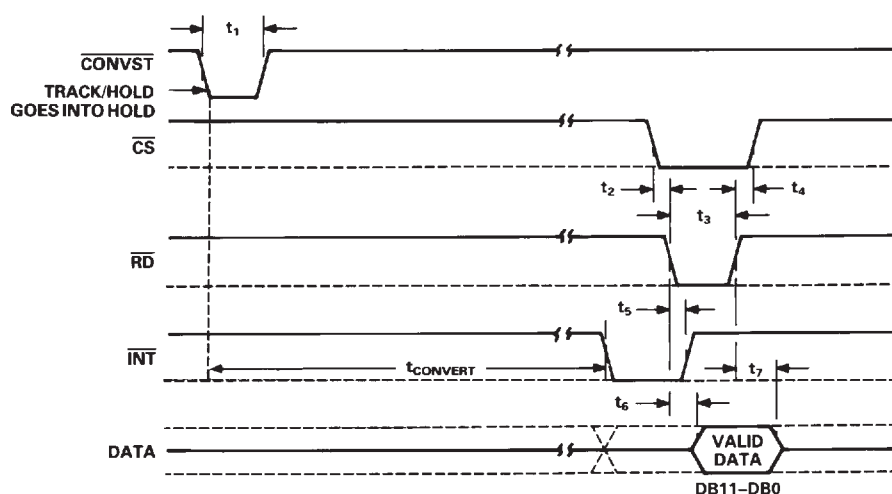 t1
CONVST
TRACK/HOLD
GOES INTO HOLD
CS
t2
t4
t3
RD
t5
INT
tCONVERT
t7
t6
DATA
VALID
DATA
DB11–DB0